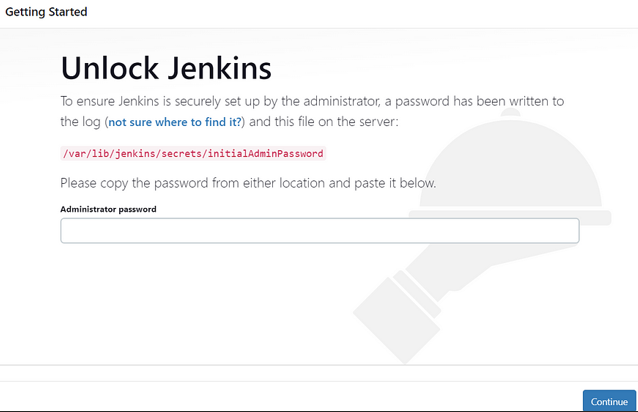 Getting Started
Unlock Jenkins
To ensure Jenkins is securely set up by the administrator, a password has been written to
the log (not sure where to find it?) and this file on the server:
/var/lib/jenkins/secrets/initialAdminPassword
Please copy the password from either location and paste it below.
Administrator password
Continue